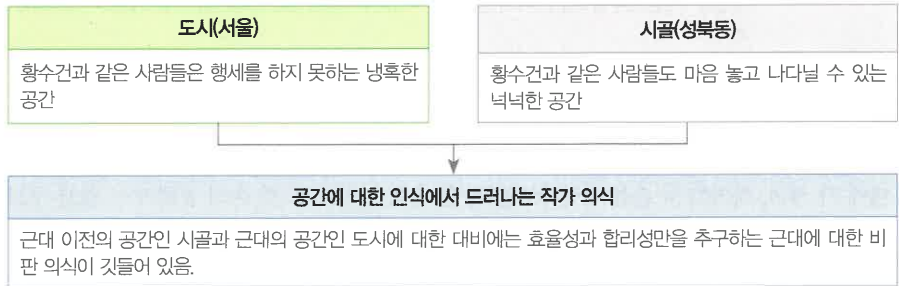 도시(서울)
황수건과 같은 사람들은 행세를 하지 못하는 냉혹한
공간
시골(성북동)
황수건과 같은 사람들도 마음 놓고 나다닐 수 있는
넉넉한 공간
공간에 대한 인식에서 드러나는 작가 의식
근대 이전의 공간인 시골과 근대의 공간인 도시에 대한 대비에는 효율성과 합리성만을 추구하는 근대에 대한 비
판 의식이 깃들어 있음.